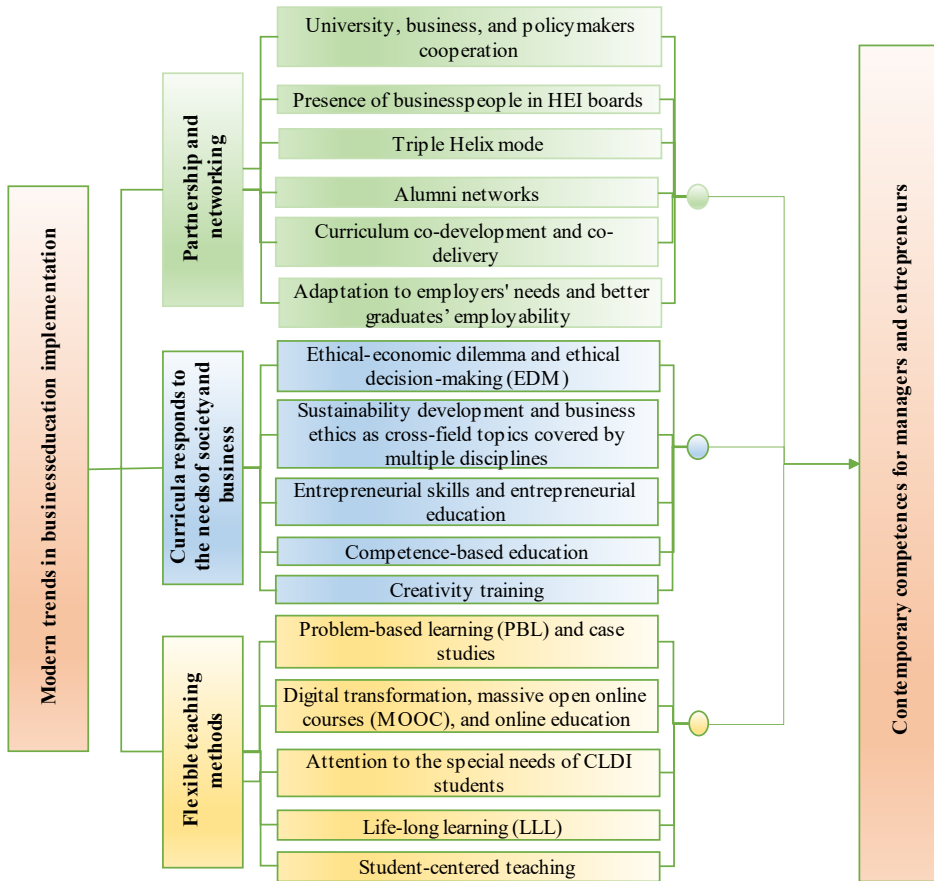 Modern trends in businesseducation implementation
Partnership and
networking
University, business, and policymakers
cooperation
Presence of businesspeople in HEI boards
Triple Helix mode
Alumni networks
Curriculum co-development and co-
delivery
Adaptation to employers' needs and better
graduates’ employability
Curricula responds to
the needs of society and
business
Ethical-economic dilemma and ethical
decision-making (EDM)
Sustainability development and business
ethics as cross-field topics covered by
multiple disciplines
Entrepreneurial skills and entrepreneurial
education
Competence-based education
Creativity training
Flexible teaching
methods
Problem-based learning (PBL) and case
studies
Digital transformation, massive open online
courses (MOOC), and online education
Attention to the special needs of CLDI
students
Life-long learning (LLL)
Student-centered teaching
Contemporary competences for managers and entrepreneurs